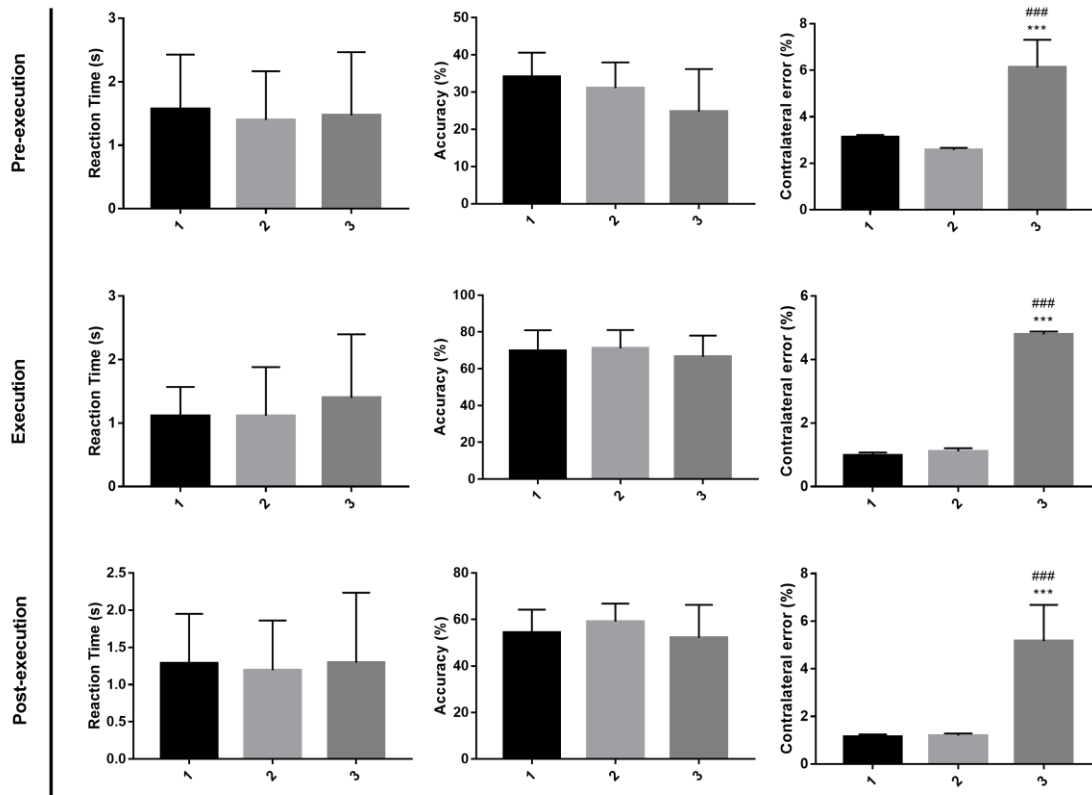 Pre-execution
Reaction Time (s)
3
2
1
0
1 2 3
Accuracy (%)
50
40
30
20
10
0
1 2 3
Contralateral error (%)
8
6
4
2
0
###
***
1 2 3
Execution
Reaction Time (s)
3
2
1
0
1 2 3
Accuracy (%)
100
80
60
40
20
0
1 2 3
Contralateral error (%)
6
4
2
0
###
***
1 2 3
Post-execution
Reaction Time (s)
2.5
2.0
1.5
1.0
0.5
0.0
1 2 3
Accuracy (%)
80
60
40
20
0
1 2 3
Contralateral error (%)
8
6
4
2
0
###
***
1 2 3